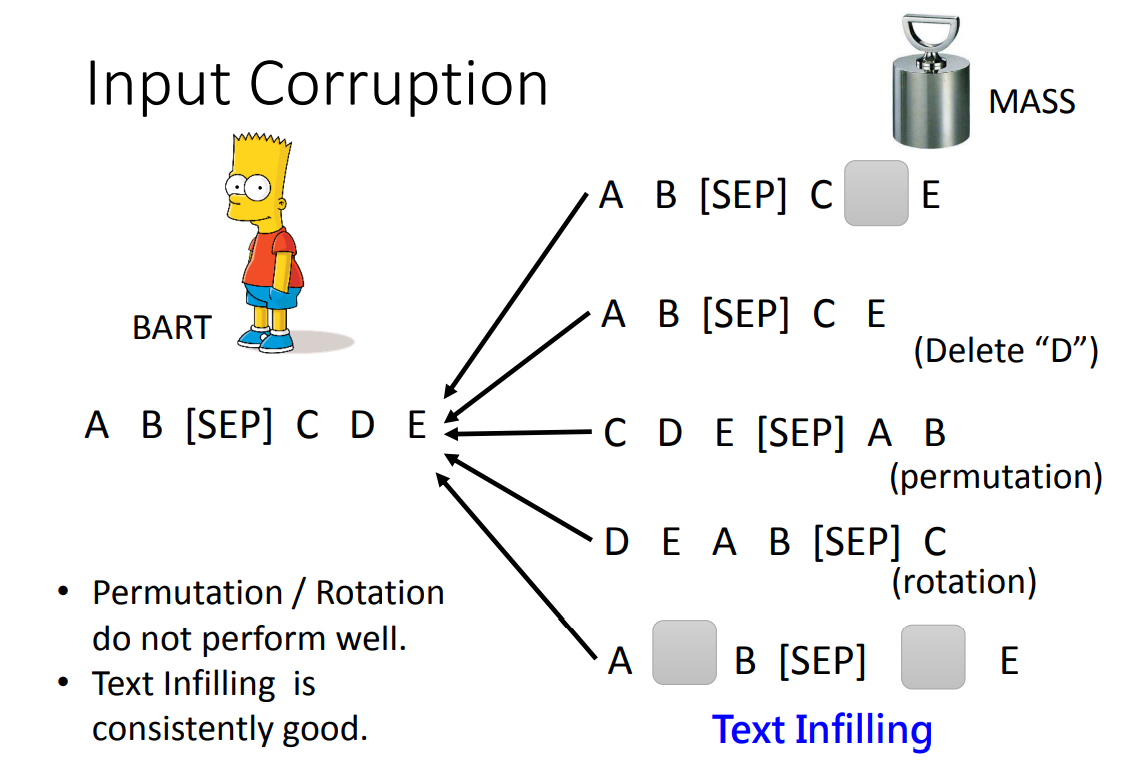 Input Corruption
MASS
A B [SEP] C E
BART
A B [SEP] C E
(Delete “D”)
A B [SEP] C D E
C D E [SEP] A B
(permutation)
D E A B [SEP] C
(rotation)
• Permutation / Rotation
do not perform well.
• Text Infilling is
consistently good.
A B [SEP] E
Text Infilling